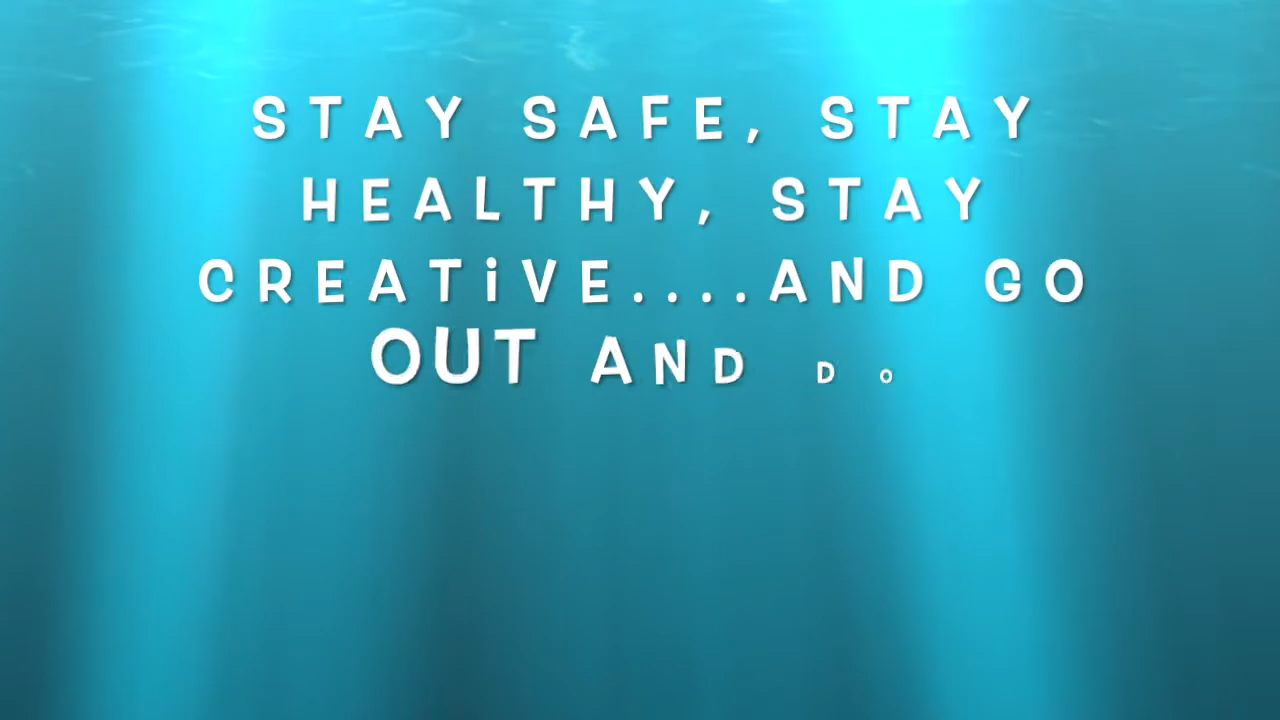 STAY SAFE, STAY
HEALTHY, STAY
CREATiVE....AND GO
OUT AND DO